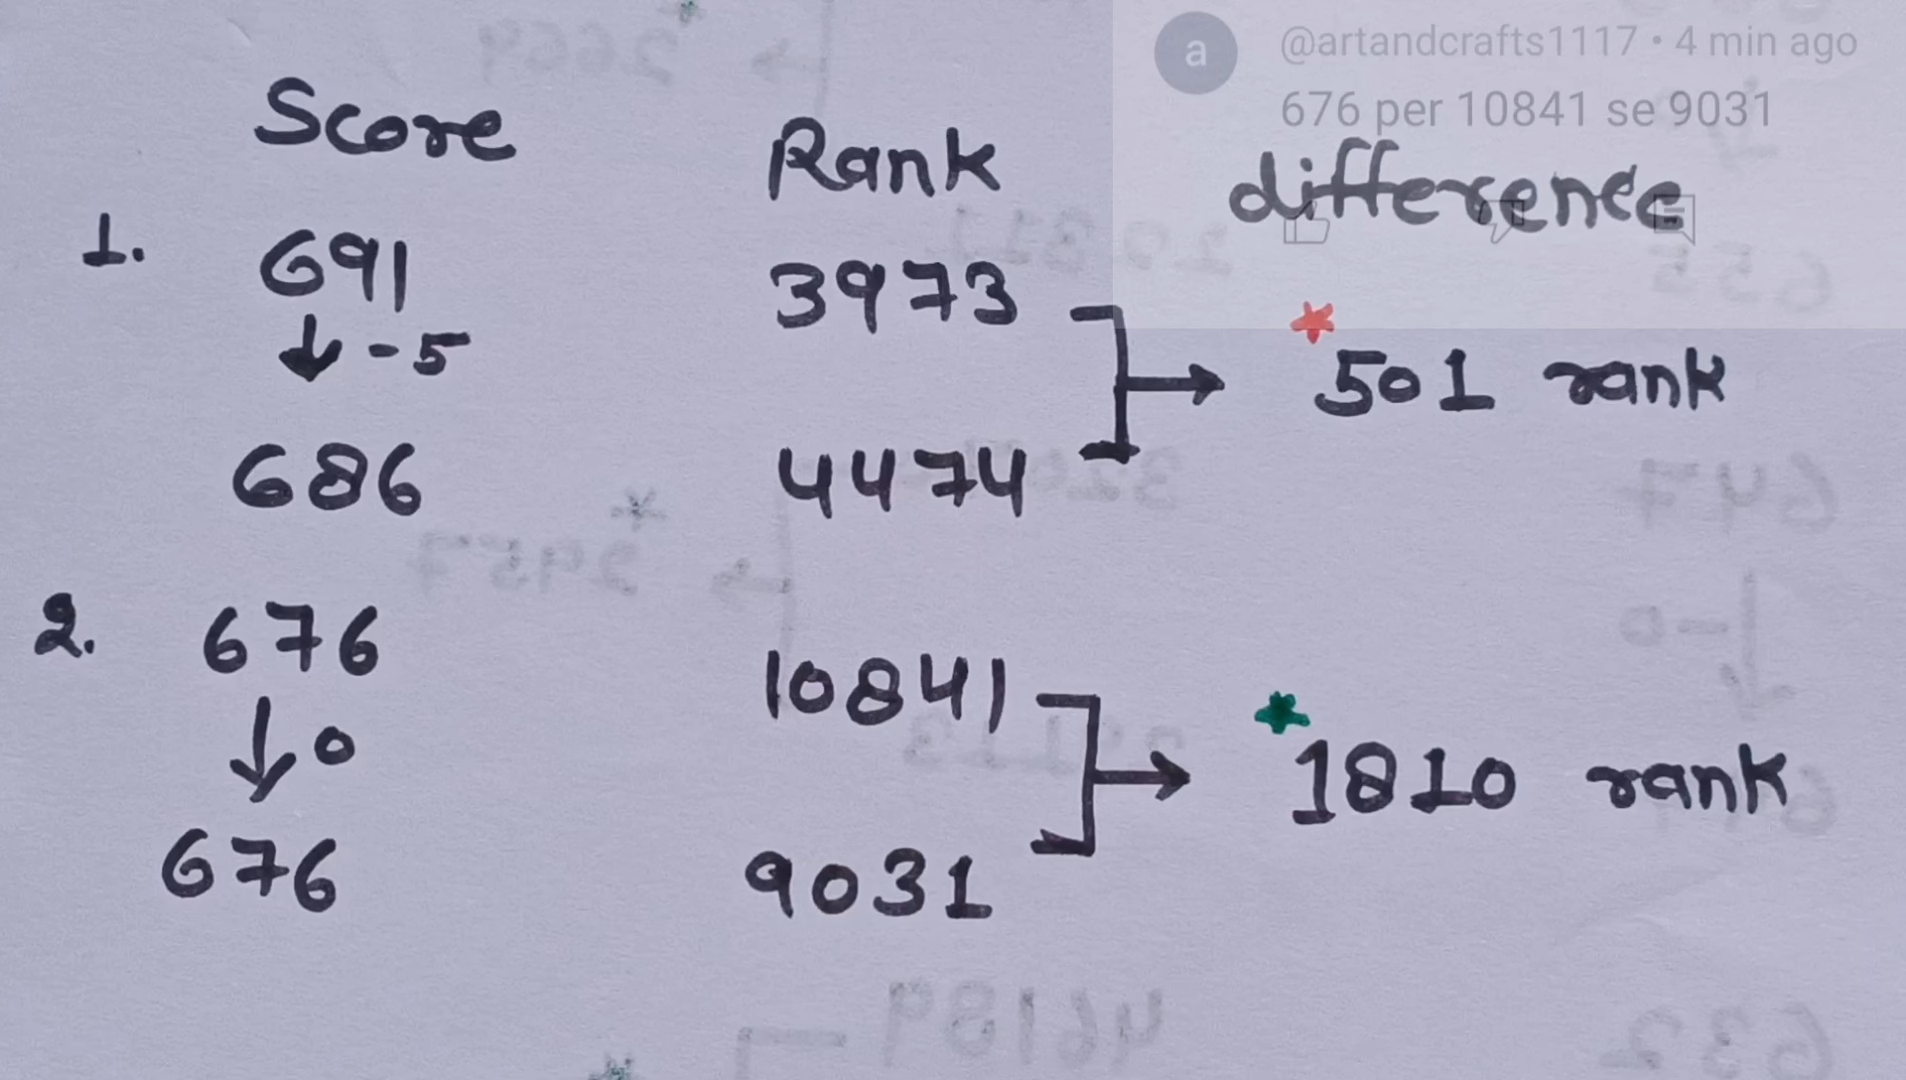 @artandcrafts1117 • 4 min ago
676 per 10841 se 9031
Score Rank difference
1. 691 3973
↓ -5 501 rank
686 4474
2. 676 10841
↓ 0 1810 rank
676 9031